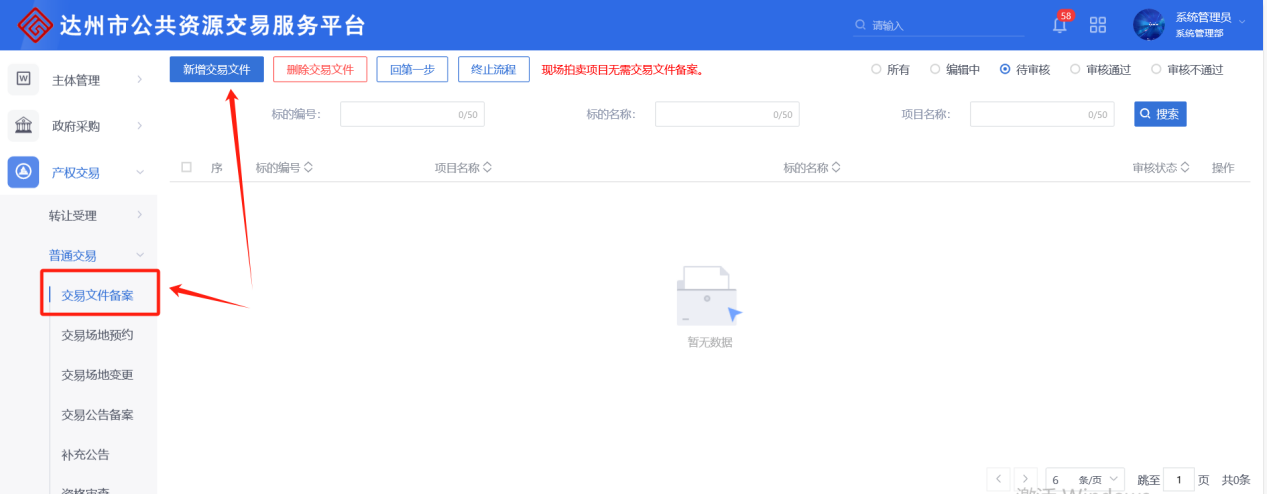 达州市公共资源交易服务平台
请输入
58
系统管理员
系统管理部
W
主体管理
新增交易文件 删除交易文件 回第一步 终止流程 现场拍卖项目无需交易文件备案。 所有 编辑中 待审核 审核通过 审核不通过
政府采购
标的编号: 0/50 标的名称: 0/50 项目名称: 0/50 搜索
产权交易
序 标的编号 项目名称 标的名称 审核状态 操作
转让受理
普通交易
交易文件备案
交易场地预约
暂无数据
交易场地变更
交易公告备案
补充公告
资格审查
6 条/页 跳至 1 页 共0条
激活 Windows